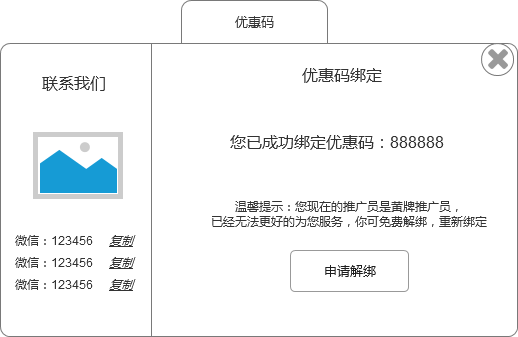 优惠码
联系我们
微信：123456 复制
微信：123456 复制
微信：123456 复制
优惠码绑定
您已成功绑定优惠码：888888
温馨提示：您现在的推广员是黄牌推广员，
已经无法更好的为您服务，你可免费解绑，重新绑定
申请解绑